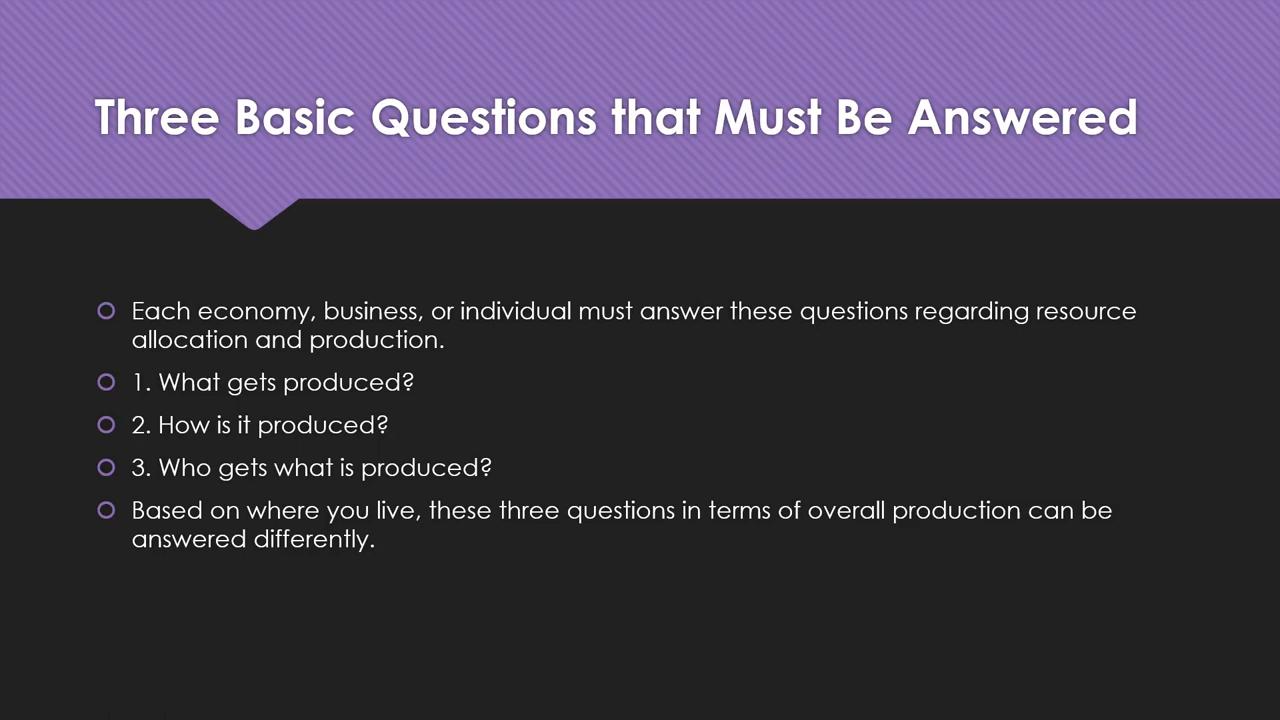 Three Basic Questions that Must Be Answered
Each economy, business, or individual must answer these questions regarding resource
allocation and production.
1. What gets produced?
2. How is it produced?
3. Who gets what is produced?
Based on where you live, these three questions in terms of overall production can be
answered differently.